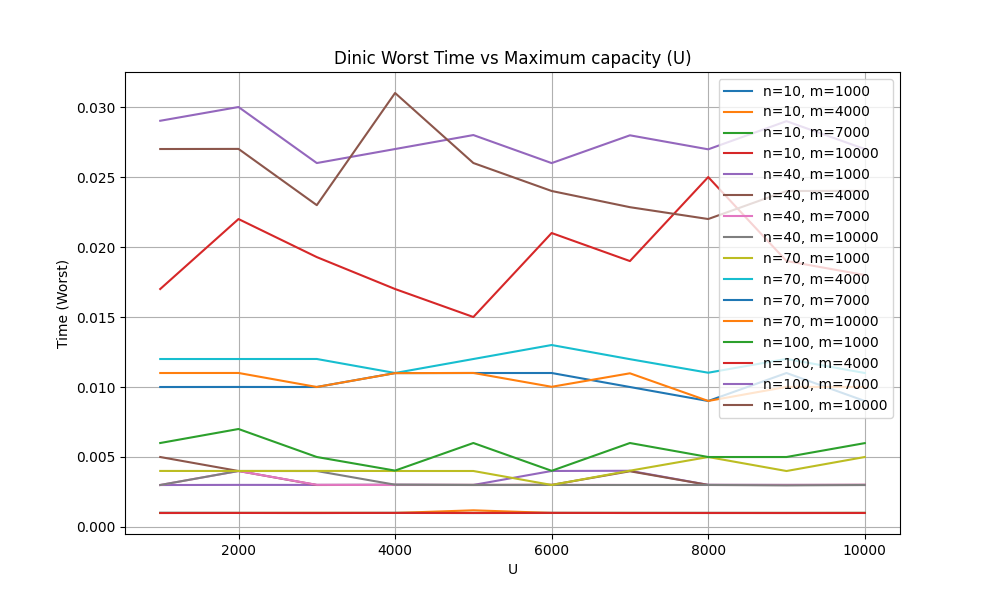 Dinic Worst Time vs Maximum capacity (U)
Time (Worst)
0.030
0.025
0.020
0.015
0.010
0.005
0.000
n=10, m=1000
n=10, m=4000
n=10, m=7000
n=10, m=10000
n=40, m=1000
n=40, m=4000
n=40, m=7000
n=40, m=10000
n=70, m=1000
n=70, m=4000
n=70, m=7000
n=70, m=10000
n=100, m=1000
n=100, m=4000
n=100, m=7000
n=100, m=10000
2000 4000 6000 8000 10000
U